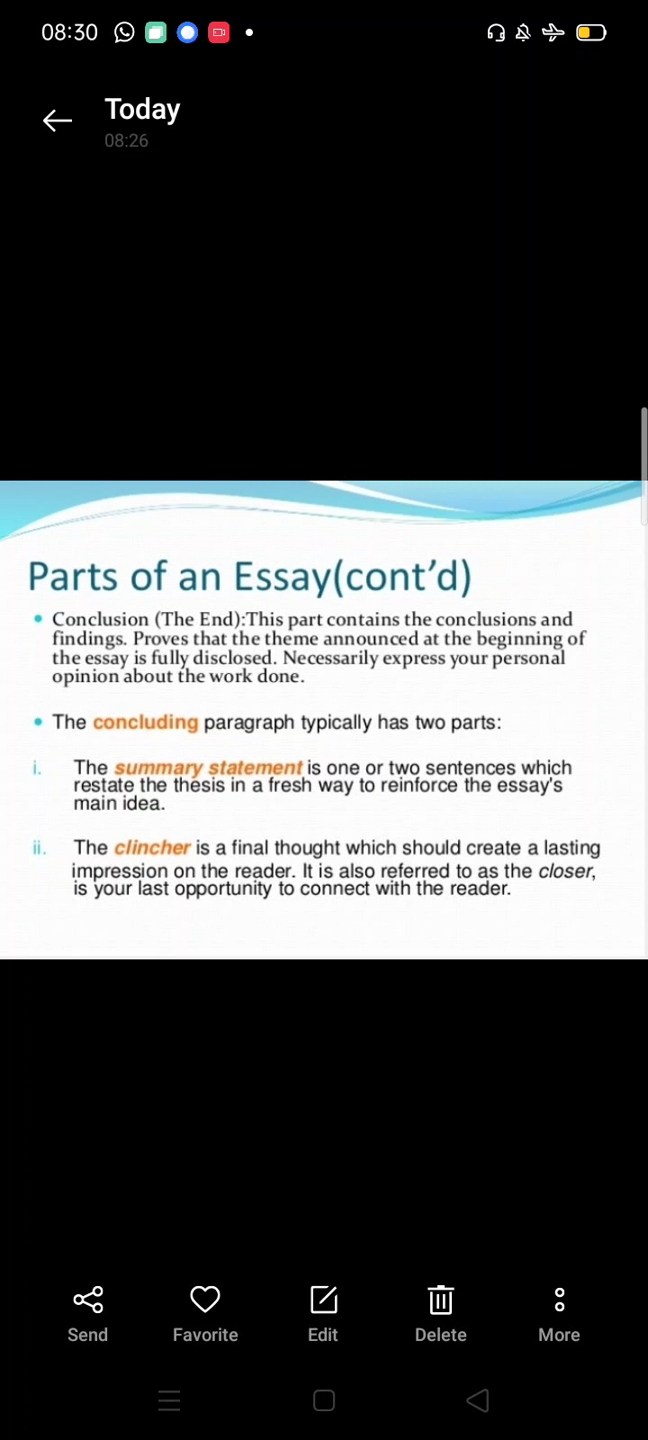 08:30
Today
08:26
Parts of an Essay(cont’d)
• Conclusion (The End):This part contains the conclusions and
findings. Proves that the theme announced at the beginning of
the essay is fully disclosed. Necessarily express your personal
opinion about the work done.
• The concluding paragraph typically has two parts:
i. The summary statement is one or two sentences which
restate the thesis in a fresh way to reinforce the essay's
main idea.
ii. The clincher is a final thought which should create a lasting
impression on the reader. It is also referred to as the closer,
is your last opportunity to connect with the reader.
Send Favorite Edit Delete More